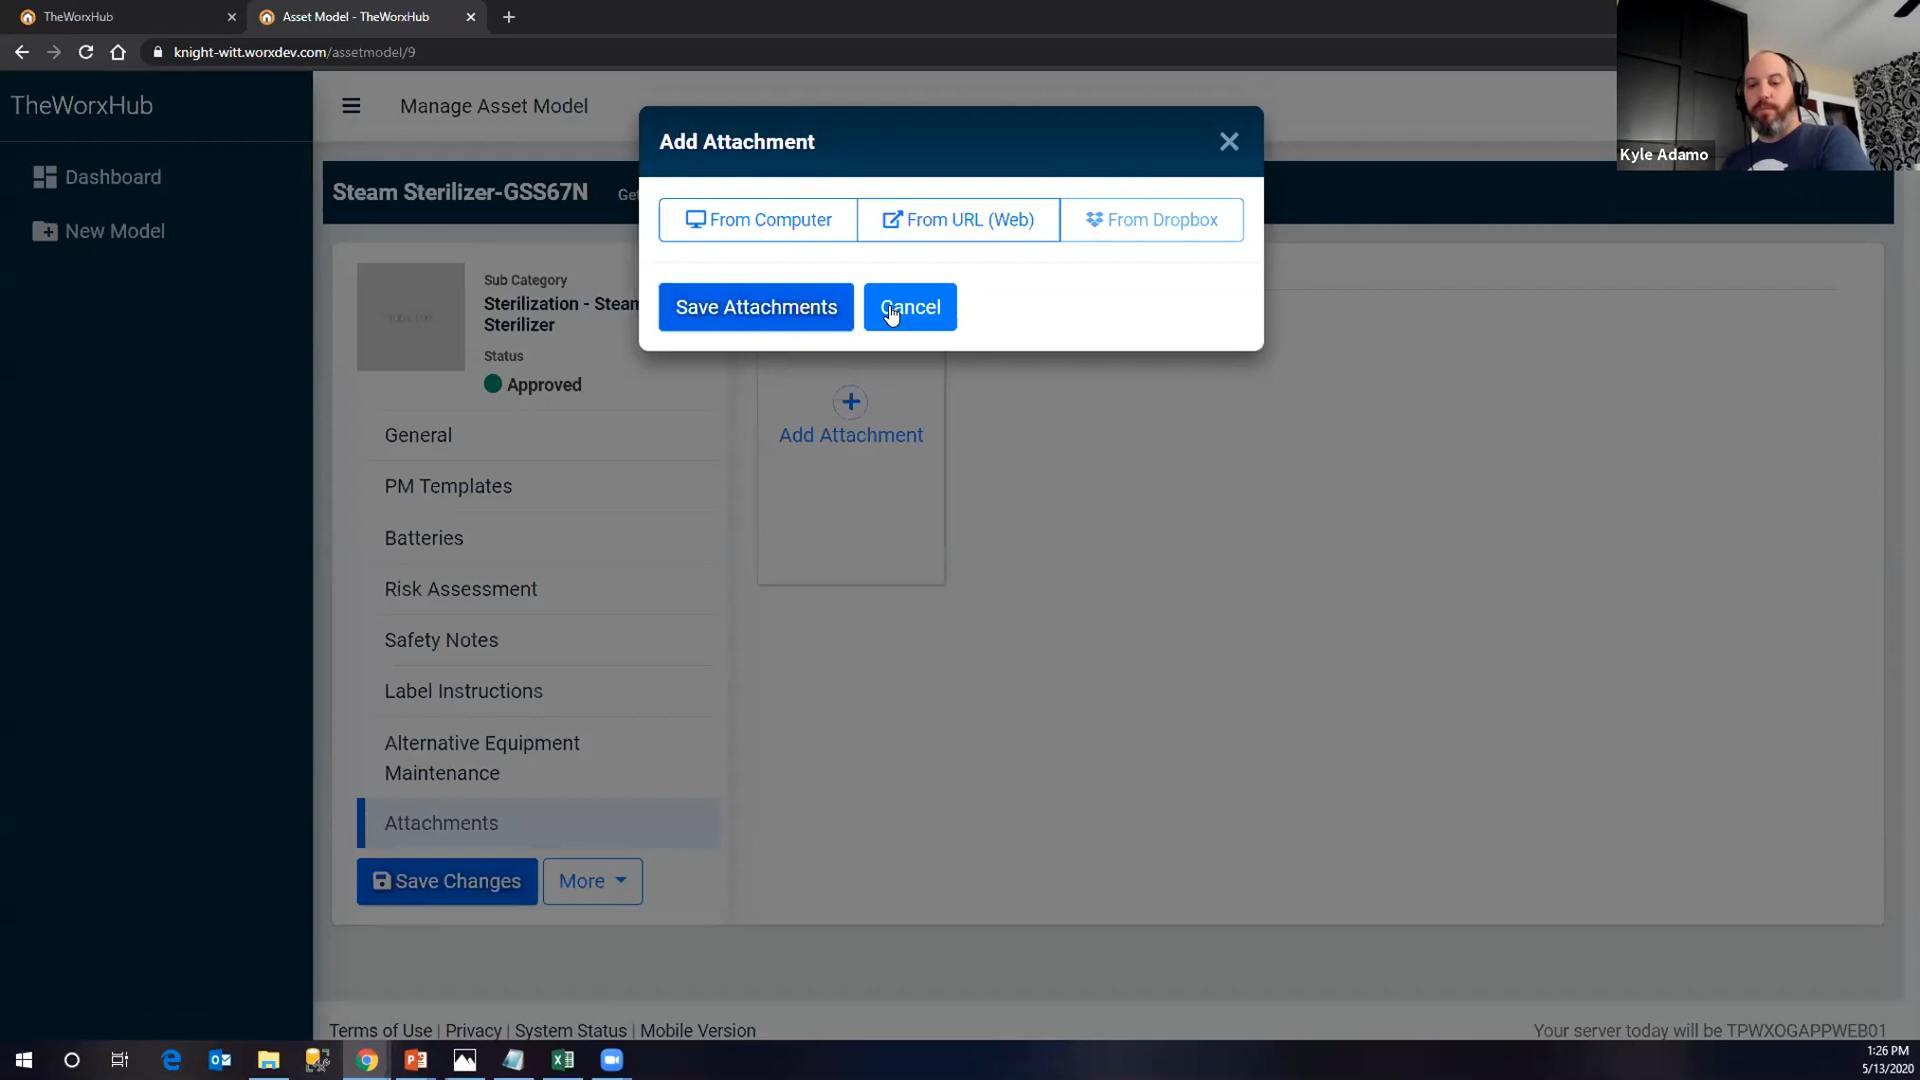 TheWorxHub
Asset Model - TheWorxHub
knight-witt.worxdev.com/assetmodel/9
Kyle Adamo
TheWorxHub
Manage Asset Model
Dashboard
New Model
Steam Sterilizer-GSS67N
Add Attachment
From Computer
From URL (Web)
From Dropbox
Save Attachments
Cancel
Sub Category
Sterilization - Steam
Sterilizer
Status
Approved
Add Attachment
General
PM Templates
Batteries
Risk Assessment
Safety Notes
Label Instructions
Alternative Equipment
Maintenance
Attachments
Save Changes
More
Terms of Use | Privacy | System Status | Mobile Version
Your server today will be TPWXOGAPPWEB01
1:26 PM
5/13/2020